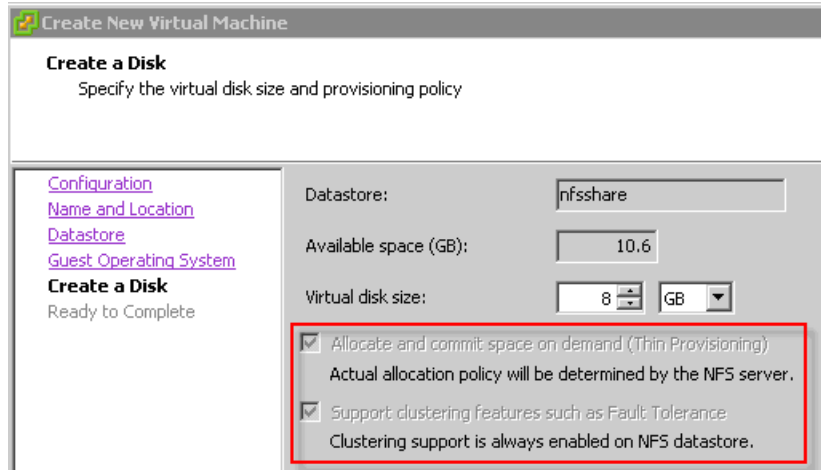 Create New Virtual Machine
Create a Disk
Specify the virtual disk size and provisioning policy
Configuration
Name and Location
Datastore
Guest Operating System
Create a Disk
Ready to Complete
Datastore: nfsshare
Available space (GB): 10.6
Virtual disk size: 8 GB
Allocate and commit space on demand (Thin Provisioning)
Actual allocation policy will be determined by the NFS server.
Support clustering features such as Fault Tolerance
Clustering support is always enabled on NFS datastore.